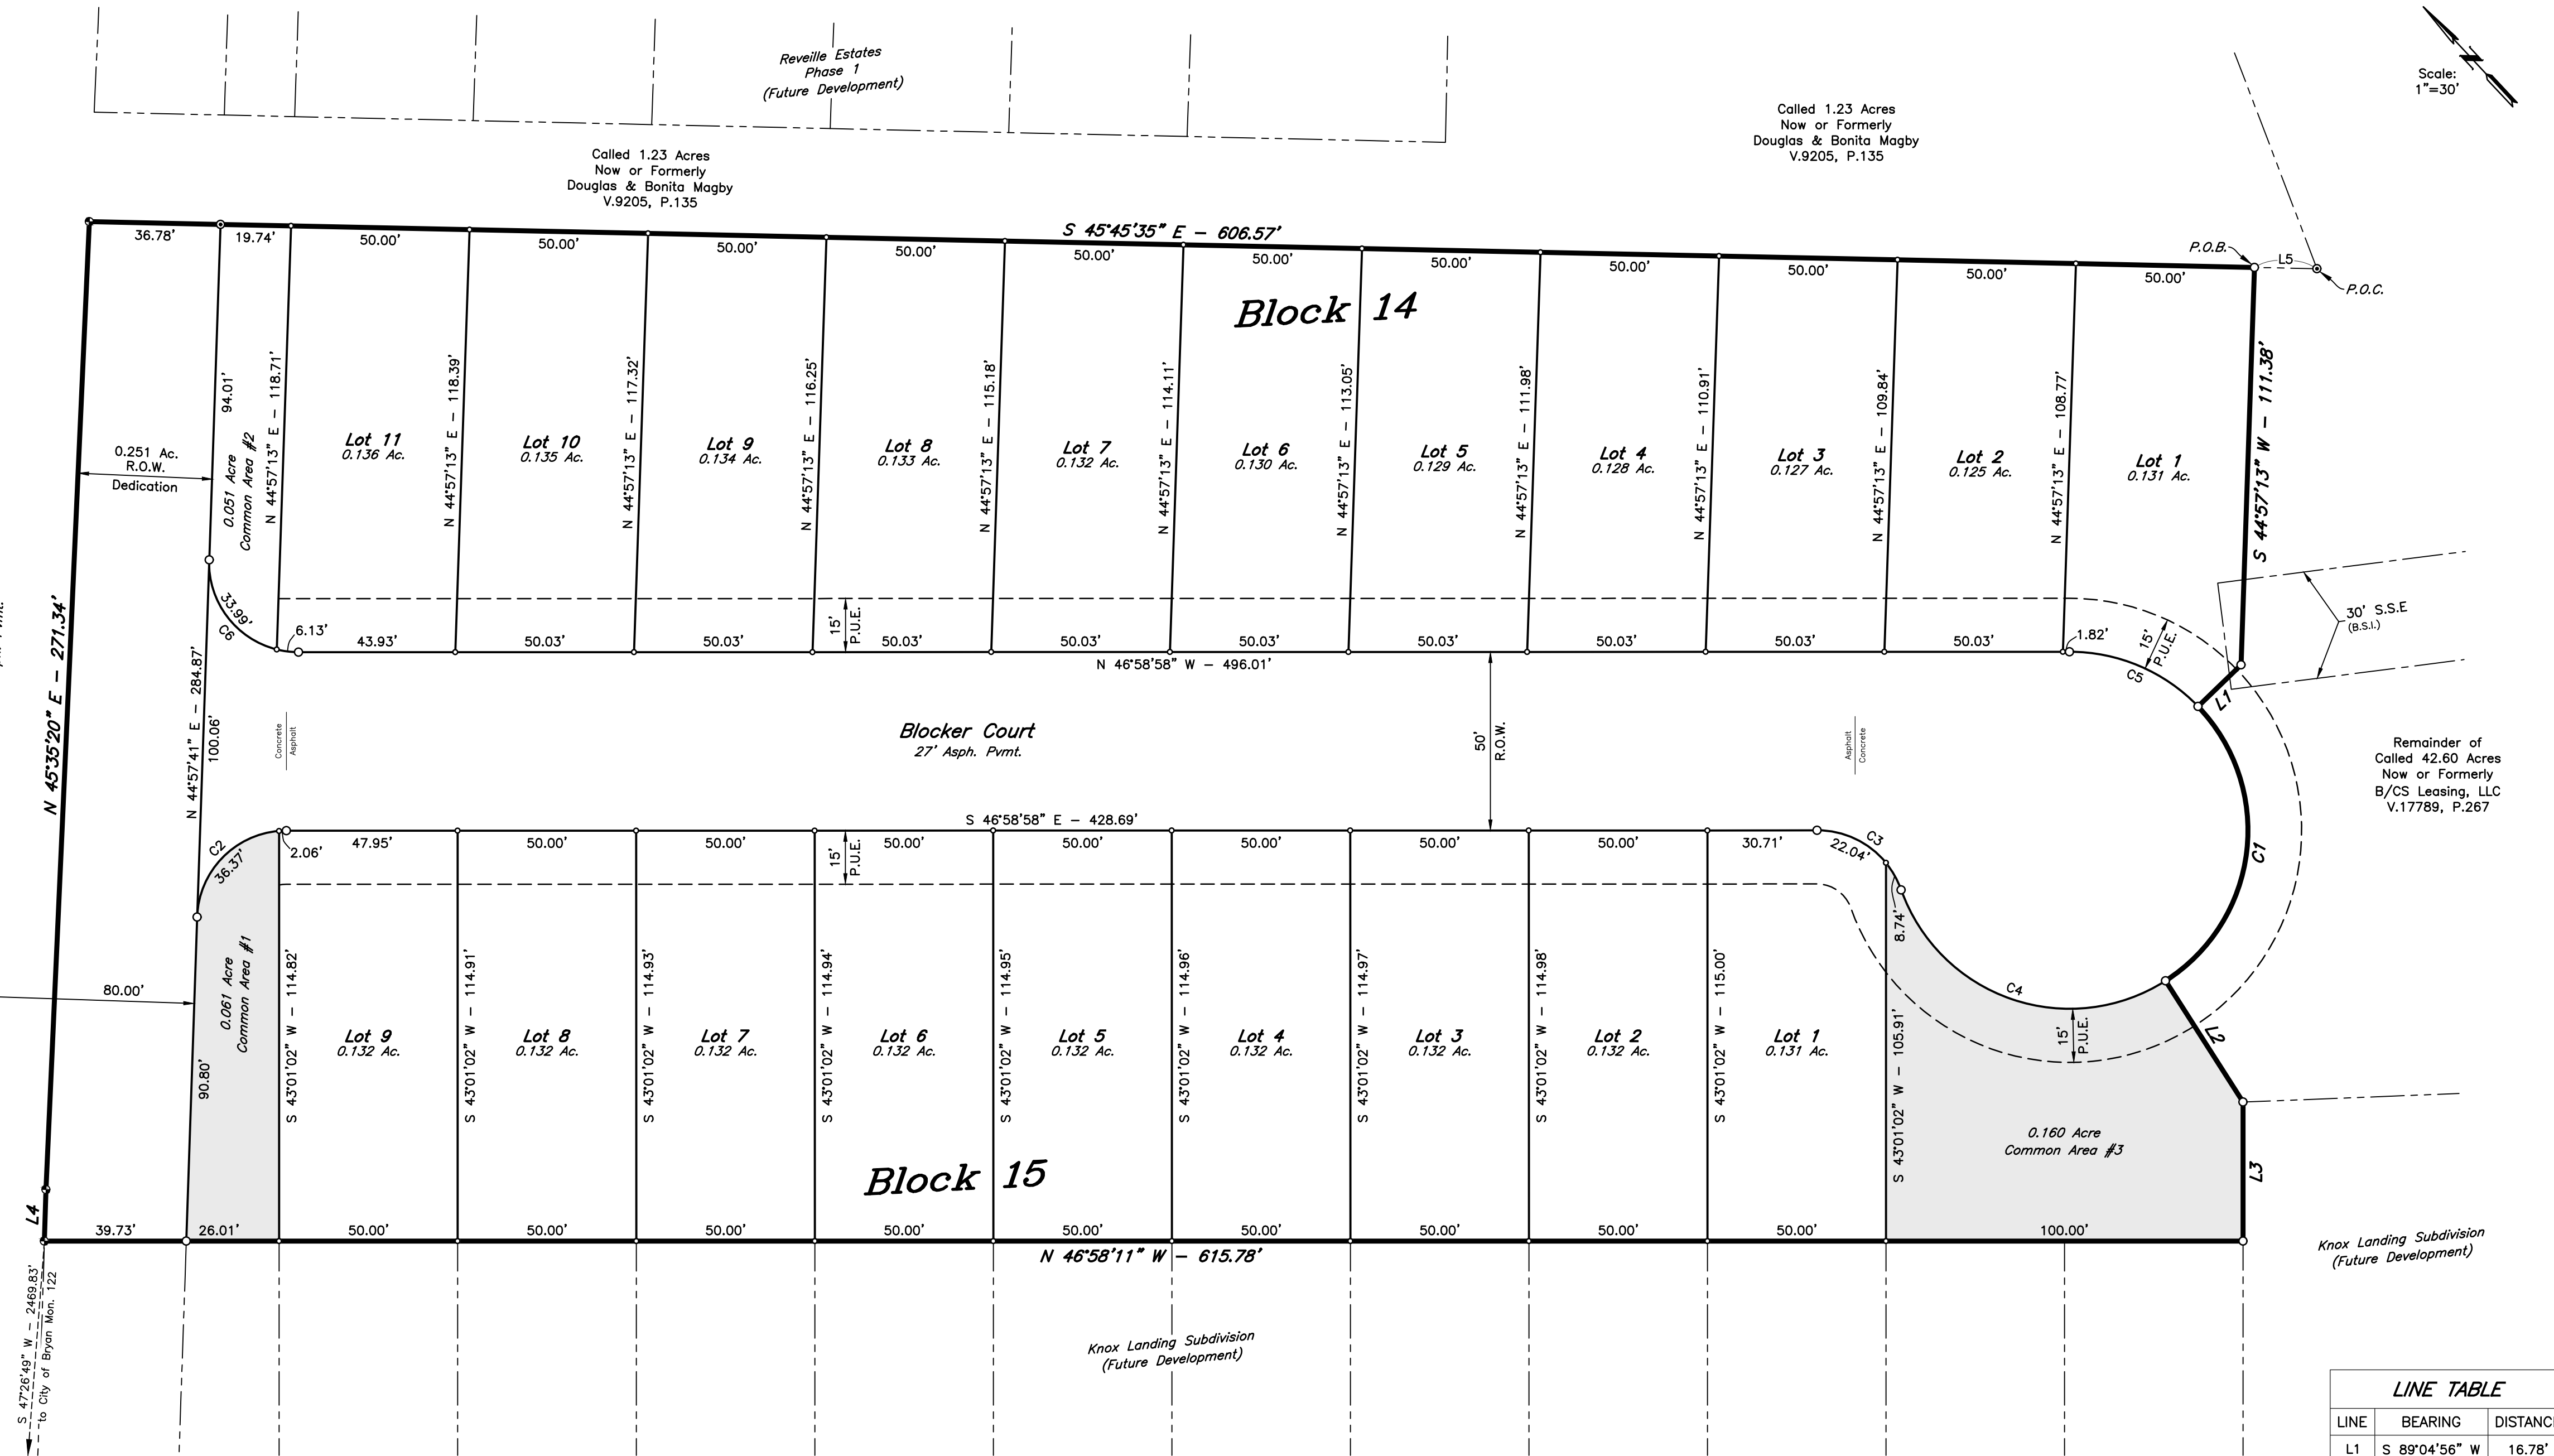 Reveille Estates
Phase 1
(Future Development)
Scale:
1"=30'
Called 1.23 Acres
Now or Formerly
Douglas & Bonita Magby
V.9205, P.135
Called 1.23 Acres
Now or Formerly
Douglas & Bonita Magby
V.9205, P.135
S 45°45'35" E - 606.57'
P.O.B.
L5
P.O.C.
36.78'
19.74'
50.00'
50.00'
50.00'
50.00'
50.00'
50.00'
50.00'
50.00'
50.00'
50.00'
50.00'
Block 14
N 45°35'20" E - 271.34'
0.251 Ac.
R.O.W.
Dedication
94.01'
0.051 Acre
Common Area #2
N 44°57'13" E - 118.71'
Lot 11
0.136 Ac.
N 44°57'13" E - 118.39'
Lot 10
0.135 Ac.
N 44°57'13" E - 117.32'
Lot 9
0.134 Ac.
N 44°57'13" E - 116.25'
Lot 8
0.133 Ac.
N 44°57'13" E - 115.18'
Lot 7
0.132 Ac.
N 44°57'13" E - 114.11'
Lot 6
0.130 Ac.
N 44°57'13" E - 113.05'
Lot 5
0.129 Ac.
N 44°57'13" E - 111.98'
Lot 4
0.128 Ac.
N 44°57'13" E - 110.91'
Lot 3
0.127 Ac.
N 44°57'13" E - 109.84'
Lot 2
0.125 Ac.
N 44°57'13" E - 108.77'
Lot 1
0.131 Ac.
S 44°57'13" W - 111.38'
30' S.S.E
(B.S.I.)
33.99'
C6
6.13'
43.93'
50.03'
50.03'
15'
P.U.E.
50.03'
50.03'
50.03'
50.03'
50.03'
50.03'
50.03'
1.82'
15'
P.U.E.
C5
L1
N 46°58'58" W - 496.01'
N 44°57'41" E - 284.87'
100.06'
Concrete
Asphalt
Blocker Court
27' Asph. Pvmt.
50'
R.O.W.
Asphalt
Concrete
Remainder of
Called 42.60 Acres
Now or Formerly
B/CS Leasing, LLC
V.17789, P.267
S 46°58'58" E - 428.69'
C2
36.37'
2.06'
47.95'
50.00'
50.00'
15'
P.U.E.
50.00'
50.00'
50.00'
50.00'
50.00'
30.71'
22.04'
C3
C1
8.74'
C4
15'
P.U.E.
L2
80.00'
90.80'
0.061 Acre
Common Area #1
S 43°01'02" W - 114.82'
Lot 9
0.132 Ac.
S 43°01'02" W - 114.91'
Lot 8
0.132 Ac.
S 43°01'02" W - 114.93'
Lot 7
0.132 Ac.
S 43°01'02" W - 114.94'
Lot 6
0.132 Ac.
S 43°01'02" W - 114.95'
Lot 5
0.132 Ac.
S 43°01'02" W - 114.96'
Lot 4
0.132 Ac.
S 43°01'02" W - 114.97'
Lot 3
0.132 Ac.
S 43°01'02" W - 114.98'
Lot 2
0.132 Ac.
S 43°01'02" W - 115.00'
Lot 1
0.131 Ac.
S 43°01'02" W - 105.91'
0.160 Acre
Common Area #3
L3
Block 15
L4
39.73'
26.01'
50.00'
50.00'
50.00'
50.00'
50.00'
50.00'
50.00'
50.00'
50.00'
100.00'
N 46°58'11" W - 615.78'
Knox Landing Subdivision
(Future Development)
S 47°26'49" W - 2469.83'
to City of Bryan Mon. 122
Knox Landing Subdivision
(Future Development)
LINE TABLE
LINE BEARING DISTANC
L1 S 89°04'56" W 16.78'